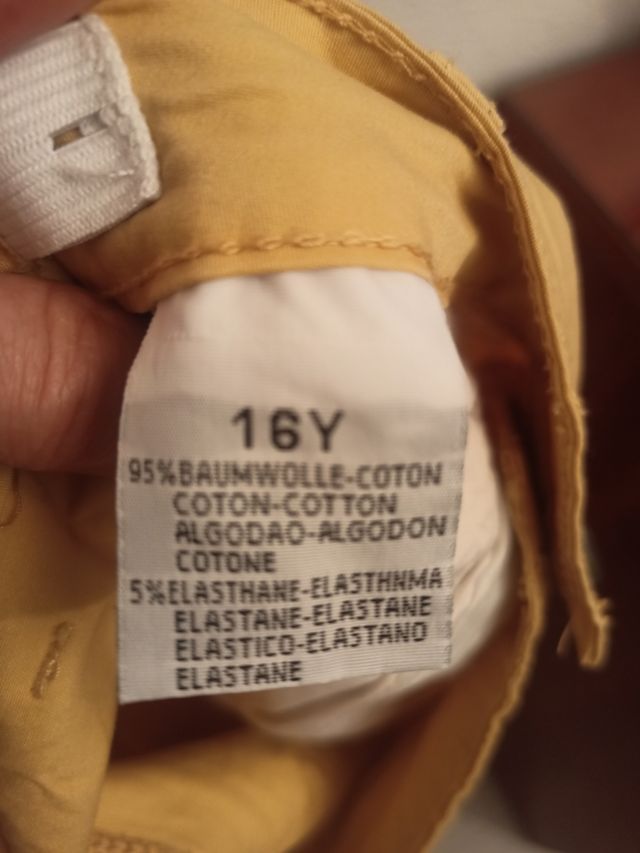 16Y
95%BAUMWOLLE-COTON
COTON-COTTON
ALGODAO-ALGODON
COTONE
5%ELASTHANE-ELASTHNMA
ELASTANE-ELASTANE
ELASTICO-ELASTANO
ELASTANE